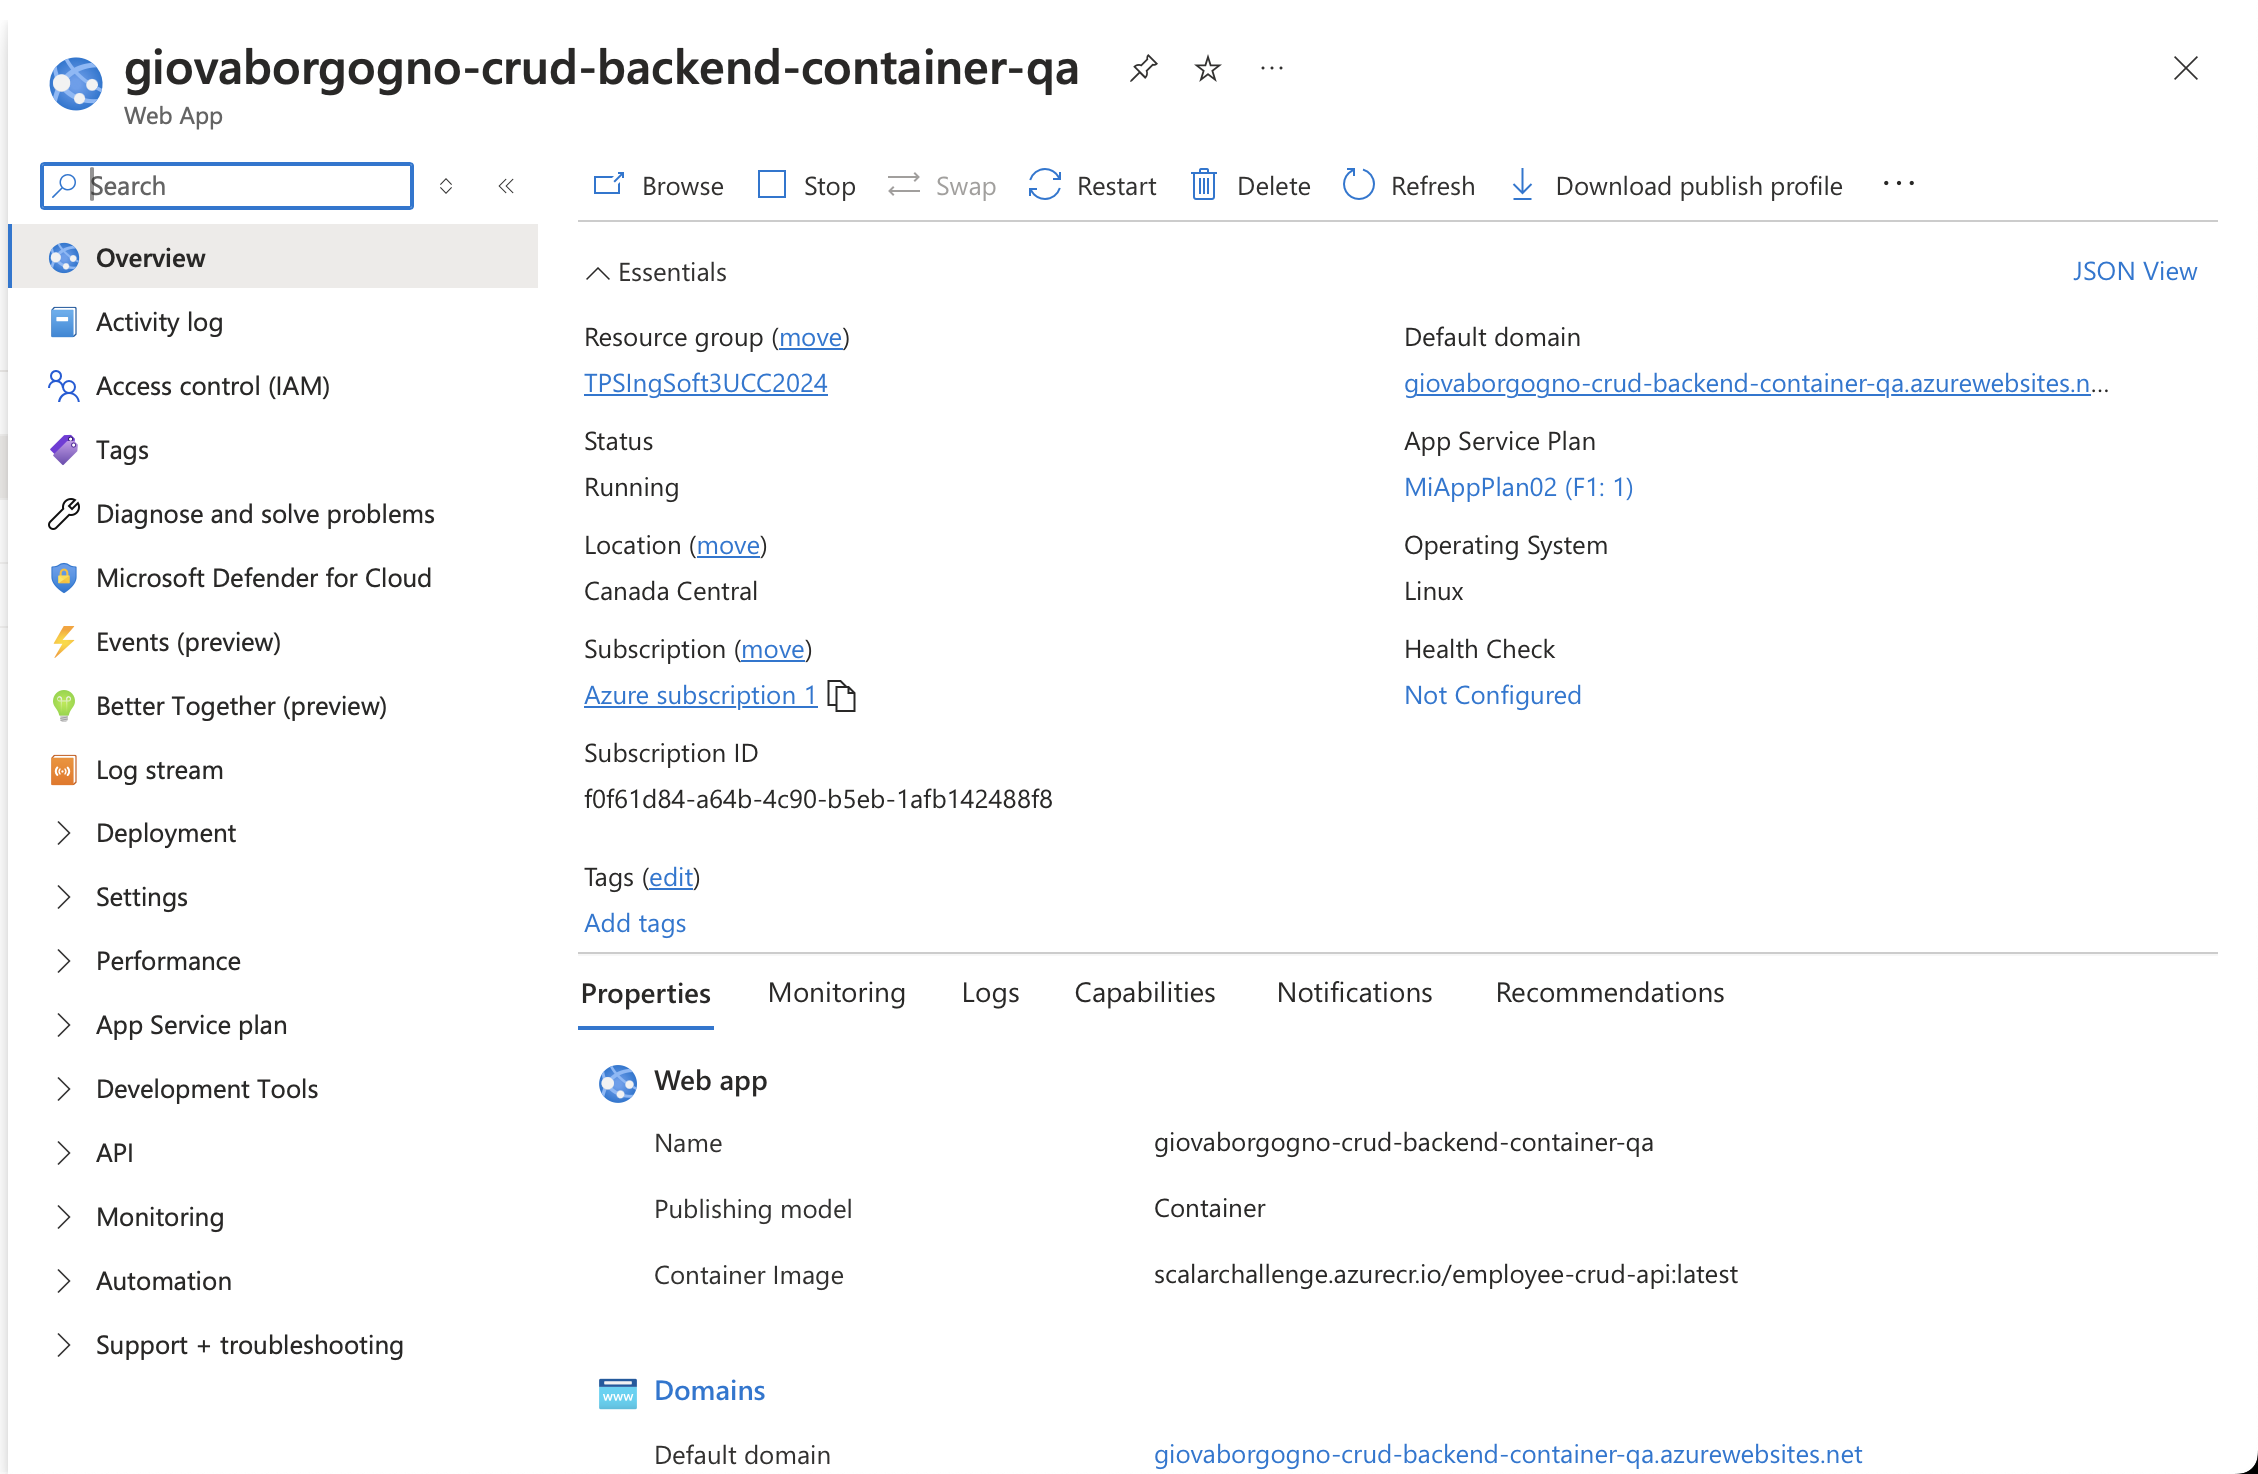 giovaborgogno-crud-backend-container-qa
Web App
Search
Browse
Stop
Swap
Restart
Delete
Refresh
Download publish profile
Overview
Activity log
Access control (IAM)
Tags
Diagnose and solve problems
Microsoft Defender for Cloud
Events (preview)
Better Together (preview)
Log stream
Deployment
Settings
Performance
App Service plan
Development Tools
API
Monitoring
Automation
Support + troubleshooting
Essentials
JSON View
Resource group (move)
TPSIngSoft3UCC2024
Status
Running
Location (move)
Canada Central
Subscription (move)
Azure subscription 1
Subscription ID
f0f61d84-a64b-4c90-b5eb-1afb142488f8
Default domain
giovaborgogno-crud-backend-container-qa.azurewebsites.n...
App Service Plan
MiAppPlan02 (F1: 1)
Operating System
Linux
Health Check
Not Configured
Tags (edit)
Add tags
Properties
Monitoring
Logs
Capabilities
Notifications
Recommendations
Web app
Name
giovaborgogno-crud-backend-container-qa
Publishing model
Container
Container Image
scalarchallenge.azurecr.io/employee-crud-api:latest
www
Domains
Default domain
giovaborgogno-crud-backend-container-qa.azurewebsites.net